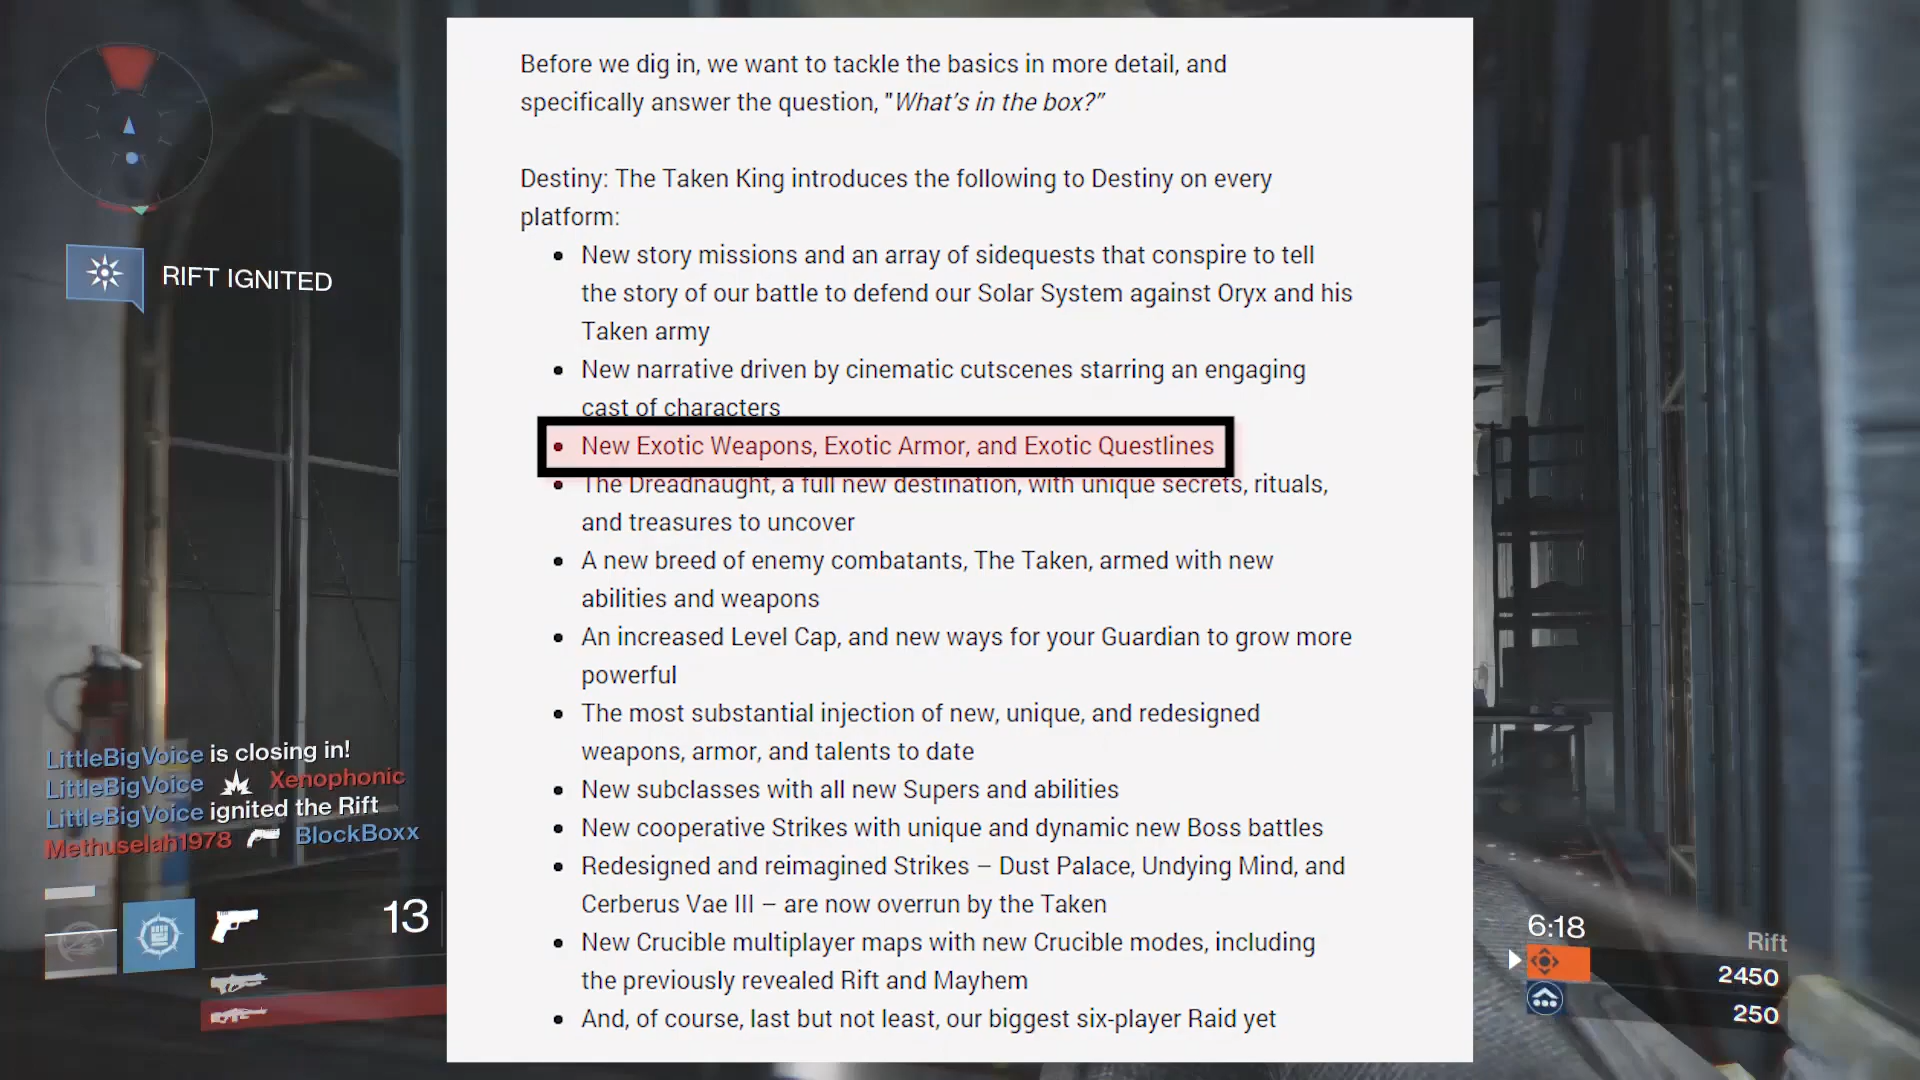 Before we dig in, we want to tackle the basics in more detail, and
specifically answer the question, "What's in the box?”
Destiny: The Taken King introduces the following to Destiny on every
platform:
• New story missions and an array of sidequests that conspire to tell
the story of our battle to defend our Solar System against Oryx and his
Taken army
• New narrative driven by cinematic cutscenes starring an engaging
cast of characters
• New Exotic Weapons, Exotic Armor, and Exotic Questlines
• The Dreadnaught, a full new destination, with unique secrets, rituals,
and treasures to uncover
• A new breed of enemy combatants, The Taken, armed with new
abilities and weapons
• An increased Level Cap, and new ways for your Guardian to grow more
powerful
• The most substantial injection of new, unique, and redesigned
weapons, armor, and talents to date
• New subclasses with all new Supers and abilities
• New cooperative Strikes with unique and dynamic new Boss battles
• Redesigned and reimagined Strikes – Dust Palace, Undying Mind, and
Cerberus Vae III – are now overrun by the Taken
• New Crucible multiplayer maps with new Crucible modes, including
the previously revealed Rift and Mayhem
• And, of course, last but not least, our biggest six-player Raid yet
RIFT IGNITED
LittleBigVoice is closing in!
LittleBigVoice Xenophonic
LittleBigVoice ignited the Rift
Methuselah1978 BlockBoxx
13
6:18
Rift
2450
250